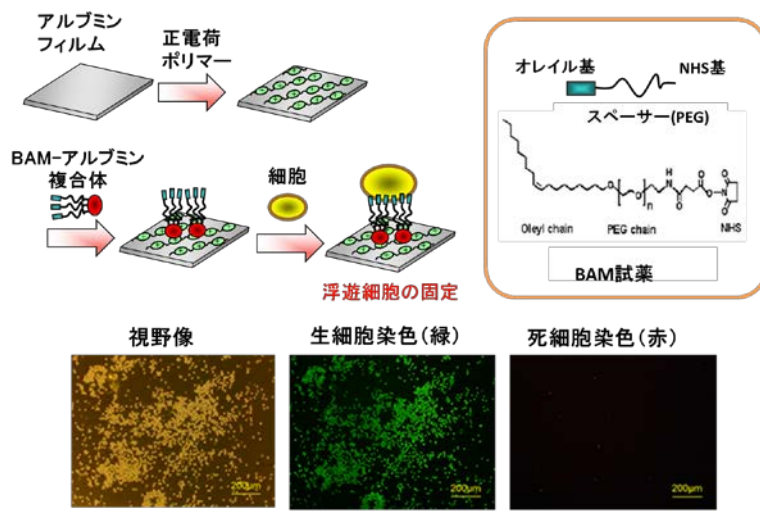 アルブミン
フィルム
正電荷
ポリマー
BAM-アルブミン
複合体
細胞
浮遊細胞の固定
オレイル基
NHS基
スペーサー(PEG)
O
O
n
H
N
O
O
O
N
O
O
Oleyl chain
PEG chain
NHS
BAM試薬
視野像
生細胞染色(緑)
死細胞染色(赤)
200μm
200μm
200μm